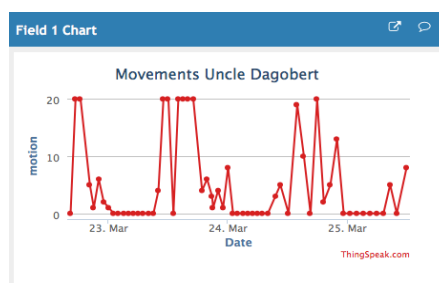 Field 1 Chart
Movements Uncle Dagobert
20
10
0
motion
23. Mar
24. Mar
25. Mar
Date
ThingSpeak.com